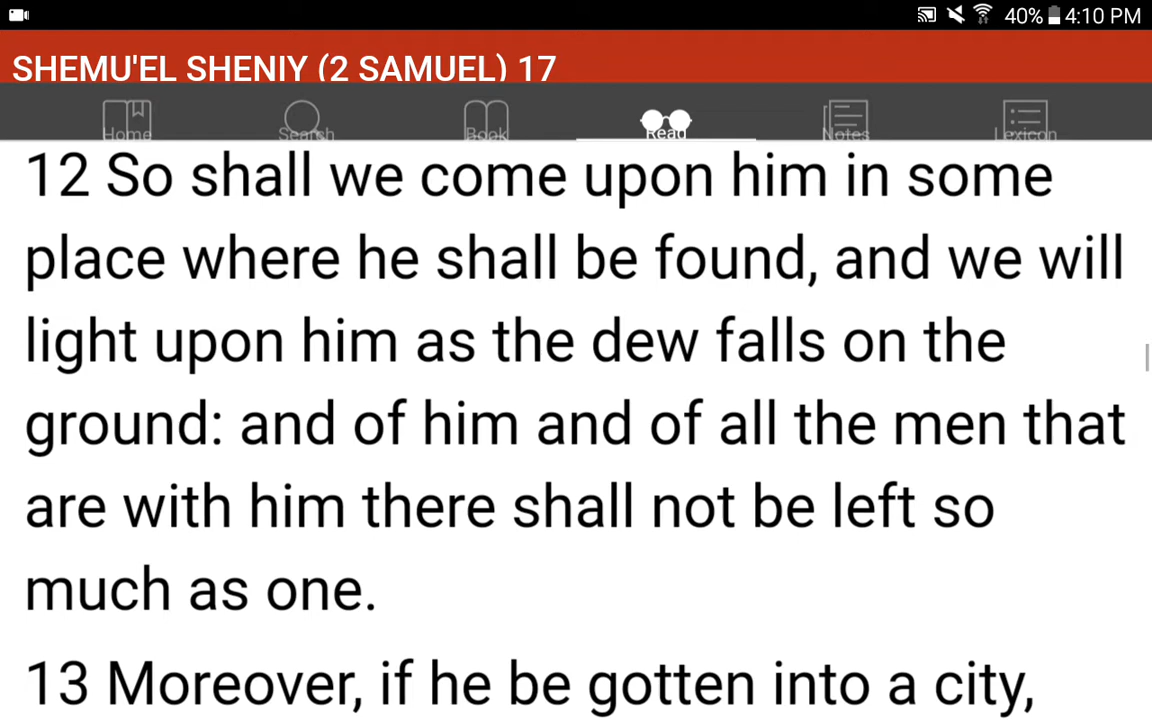 40% 4:10 PM
SHEMU'EL SHENIY (2 SAMUEL) 17
Home Search Book Read Notes Lexicon
12 So shall we come upon him in some
place where he shall be found, and we will
light upon him as the dew falls on the
ground: and of him and of all the men that
are with him there shall not be left so
much as one.
13 Moreover, if he be gotten into a city,